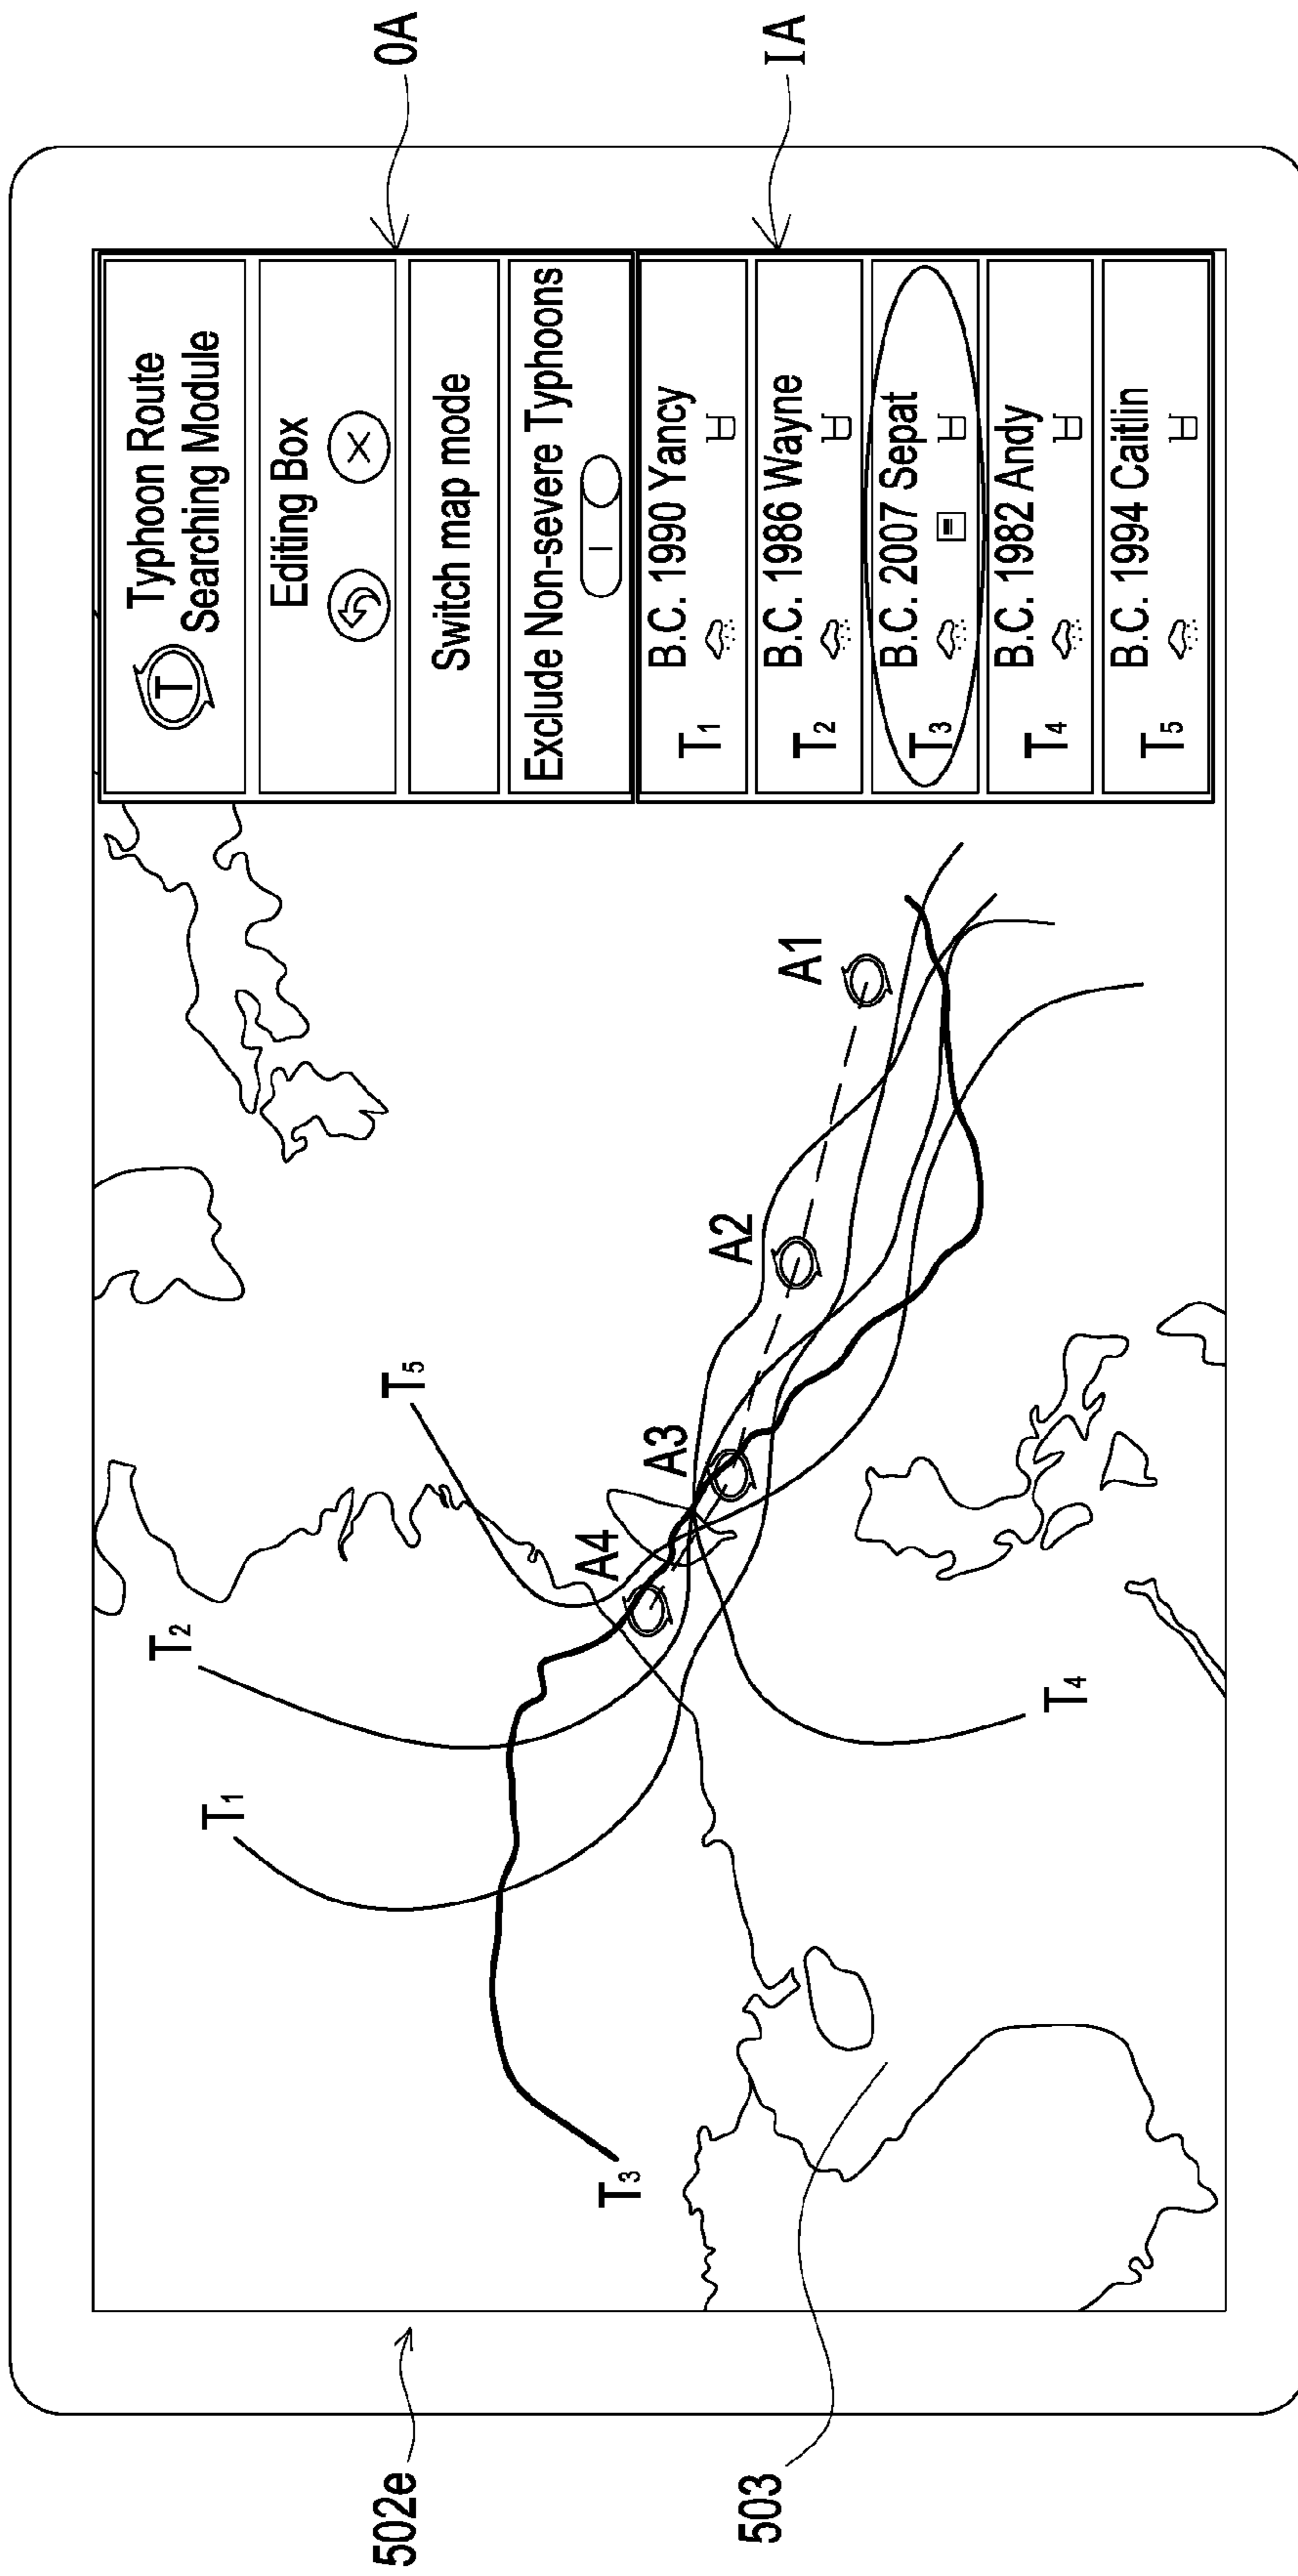 Typhoon Route
Searching Module
T
Editing Box
Switch map mode
Exclude Non-severe Typhoons
T1 B.C. 1990 Yancy
T2 B.C. 1986 Wayne
T3 B.C. 2007 Sepat
T4 B.C. 1982 Andy
T5 B.C. 1994 Caitlin
OA
IA
A1
A2
A3
A4
T5
T2
T1
T3
T4
502e
503